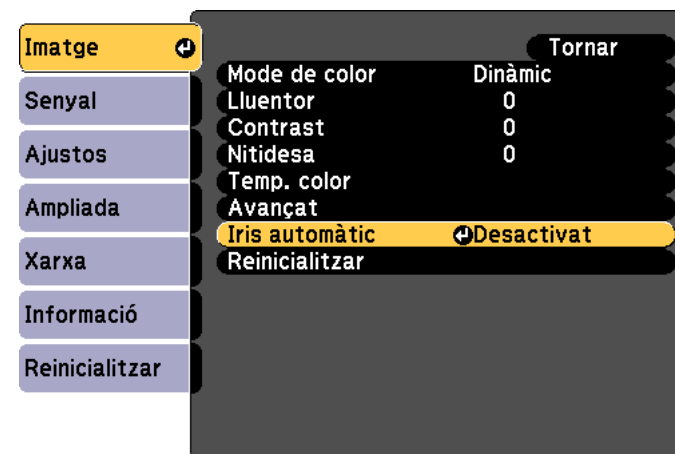 Imatge
Senyal
Ajustos
Ampliada
Xarxa
Informació
Reinicialitzar
Tornar
Mode de color Dinàmic
Lluentor 0
Contrast 0
Nitidesa 0
Temp. color
Avançat
Iris automàtic Desactivat
Reinicialitzar